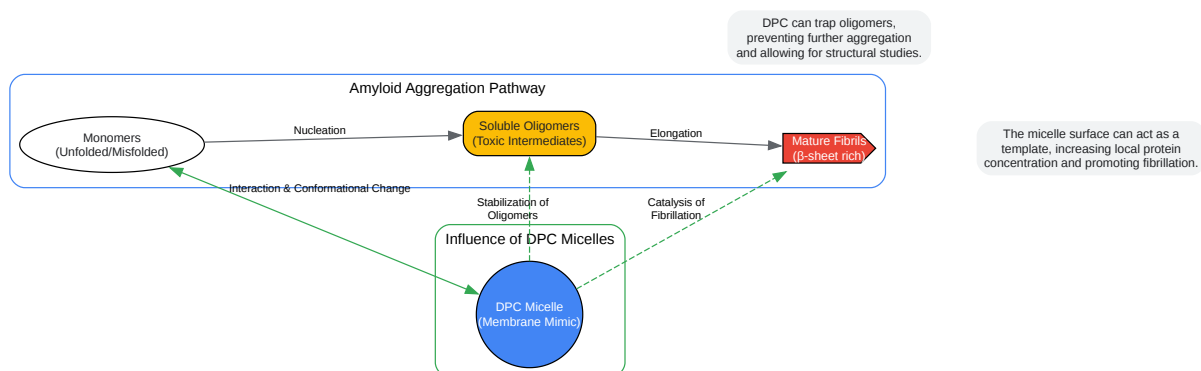 DPC can trap oligomers,
preventing further aggregation
and allowing for structural studies.
Amyloid Aggregation Pathway
Monomers
(Unfolded/Misfolded)
Nucleation
Soluble Oligomers
(Toxic Intermediates)
Elongation
Mature Fibrils
(β-sheet rich)
The micelle surface can act as a
template, increasing local protein
concentration and promoting fibrillation.
Interaction & Conformational Change
Stabilization of
Oligomers
Catalysis of
Fibrillation
Influence of DPC Micelles
DPC Micelle
(Membrane Mimic)